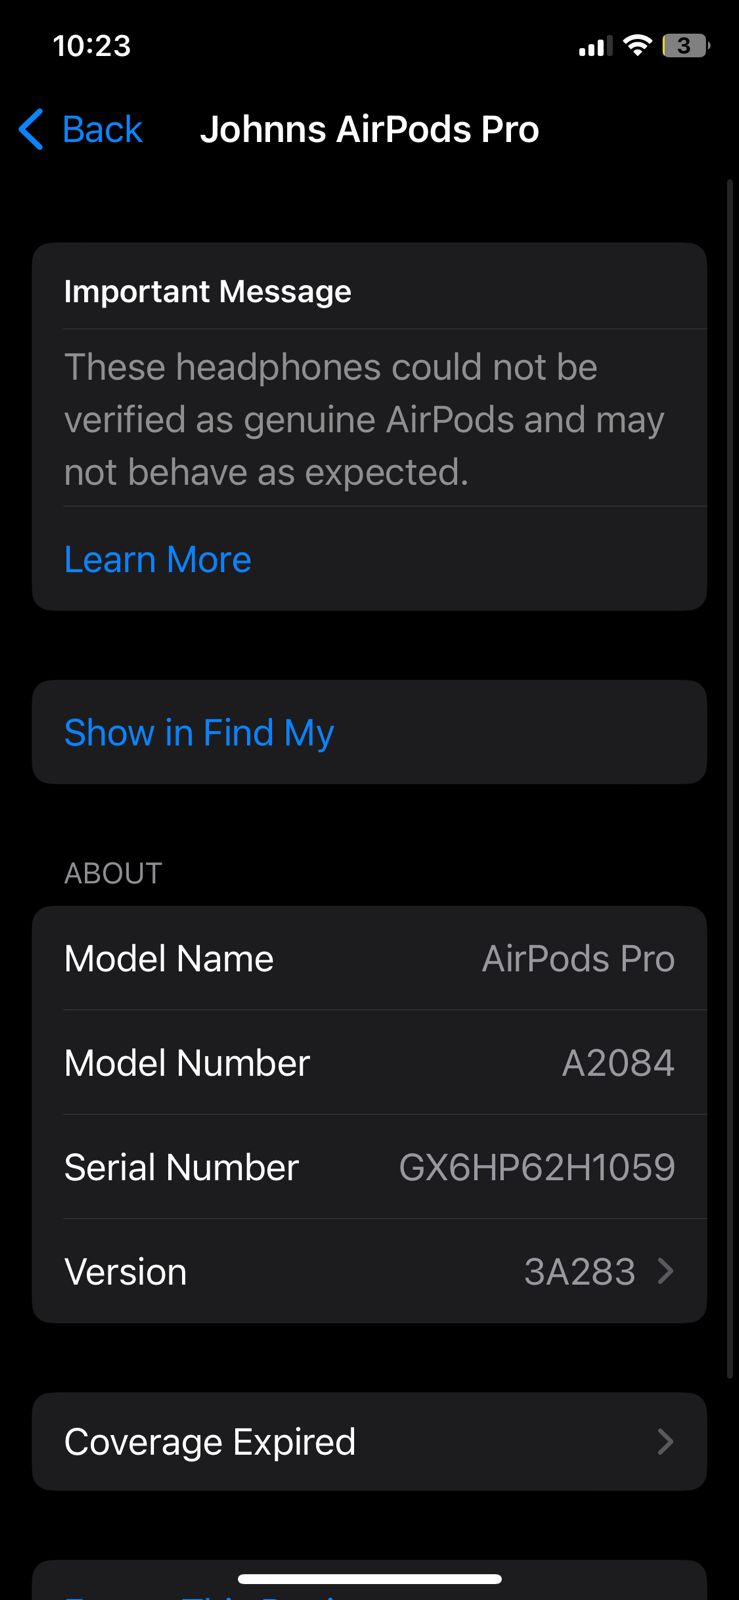 10:23
3
Back
Johnns AirPods Pro
Important Message
These headphones could not be
verified as genuine AirPods and may
not behave as expected.
Learn More
Show in Find My
ABOUT
Model Name AirPods Pro
Model Number A2084
Serial Number GX6HP62H1059
Version 3A283
Coverage Expired